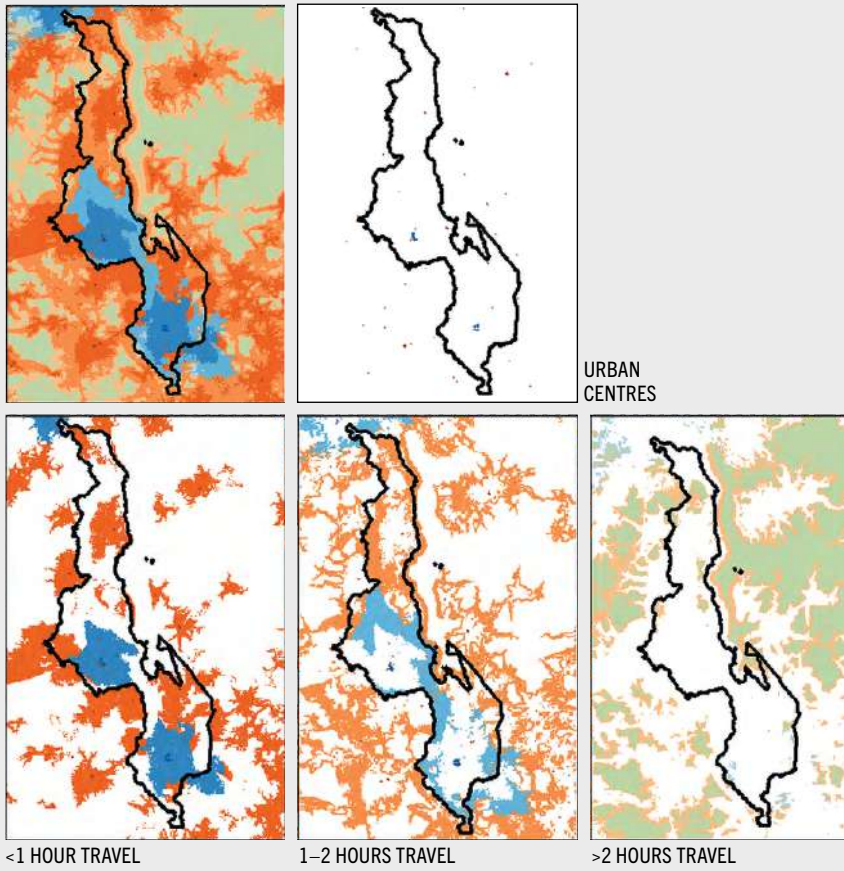 URBAN
CENTRES
<1 HOUR TRAVEL
1–2 HOURS TRAVEL
>2 HOURS TRAVEL